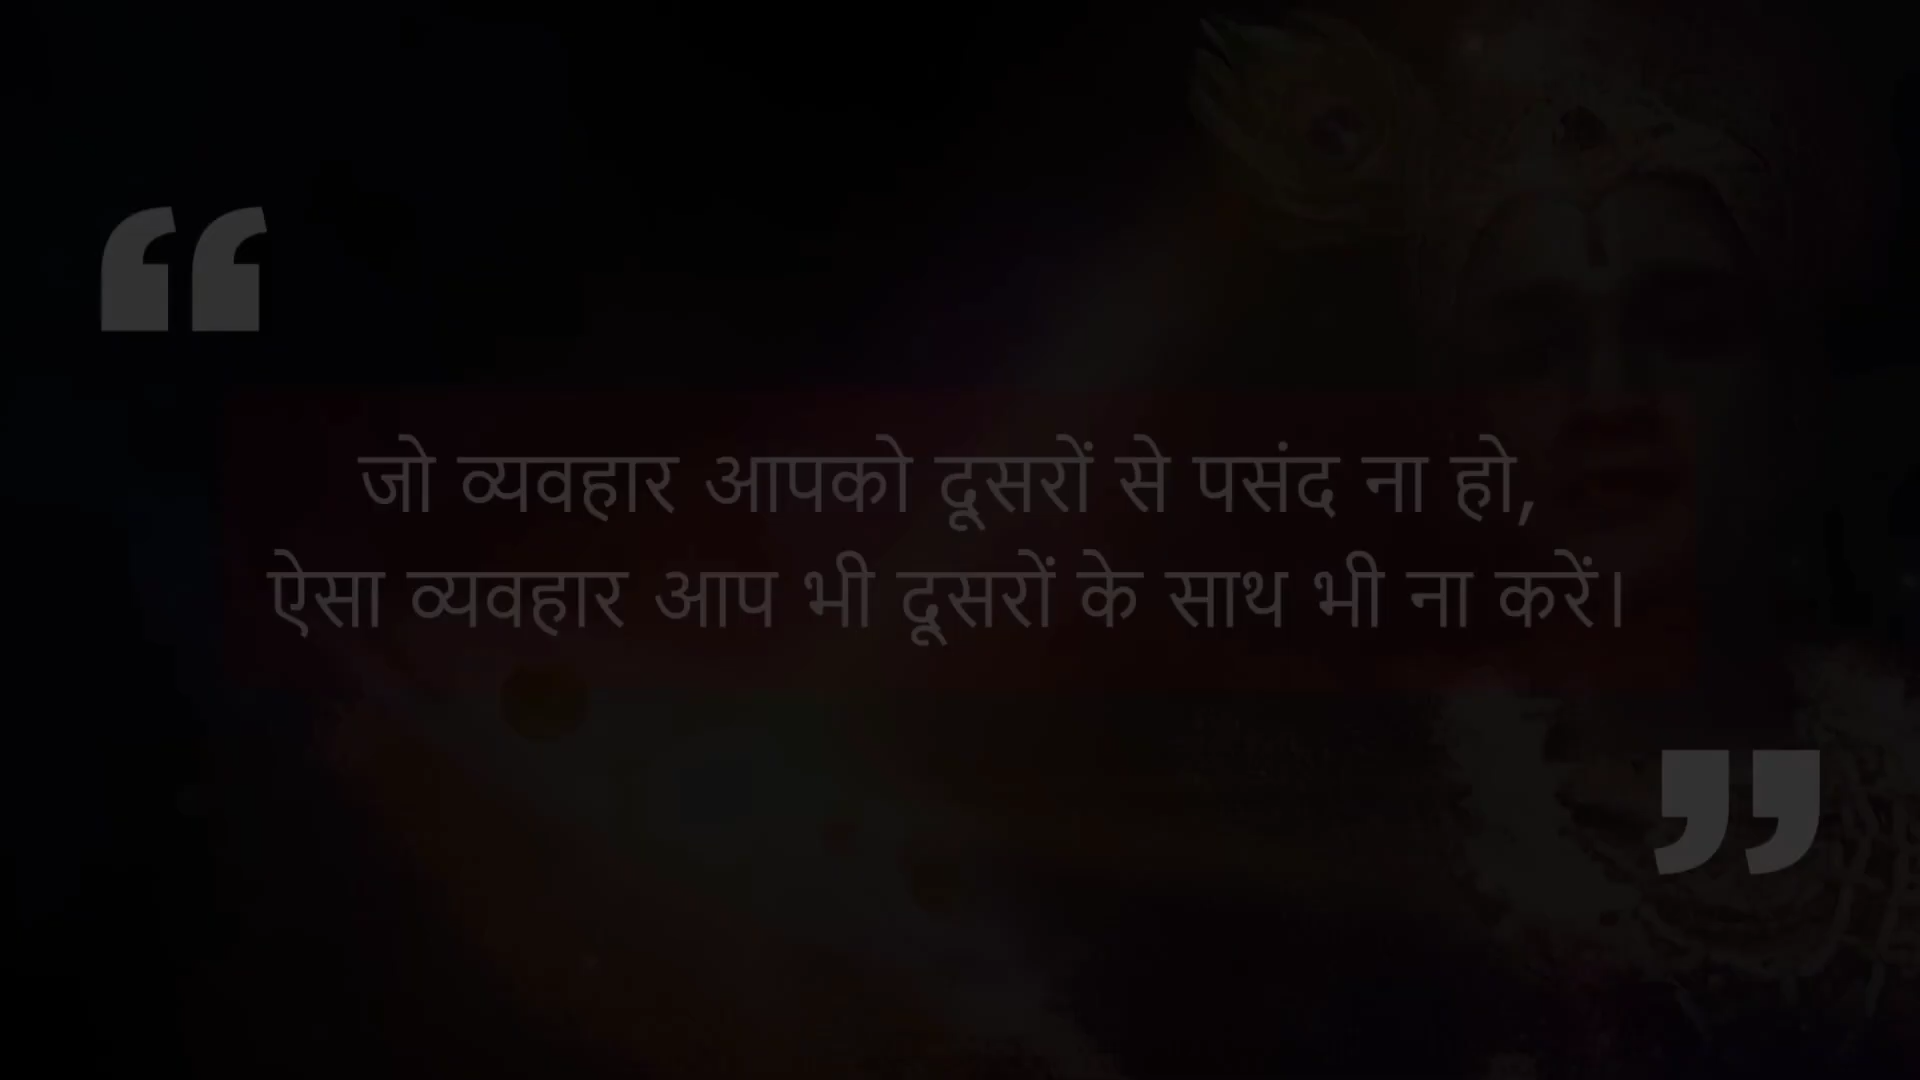 “
जो व्यवहार आपको दूसरों से पसंद ना हो,
ऐसा व्यवहार आप भी दूसरों के साथ भी ना करें।
”